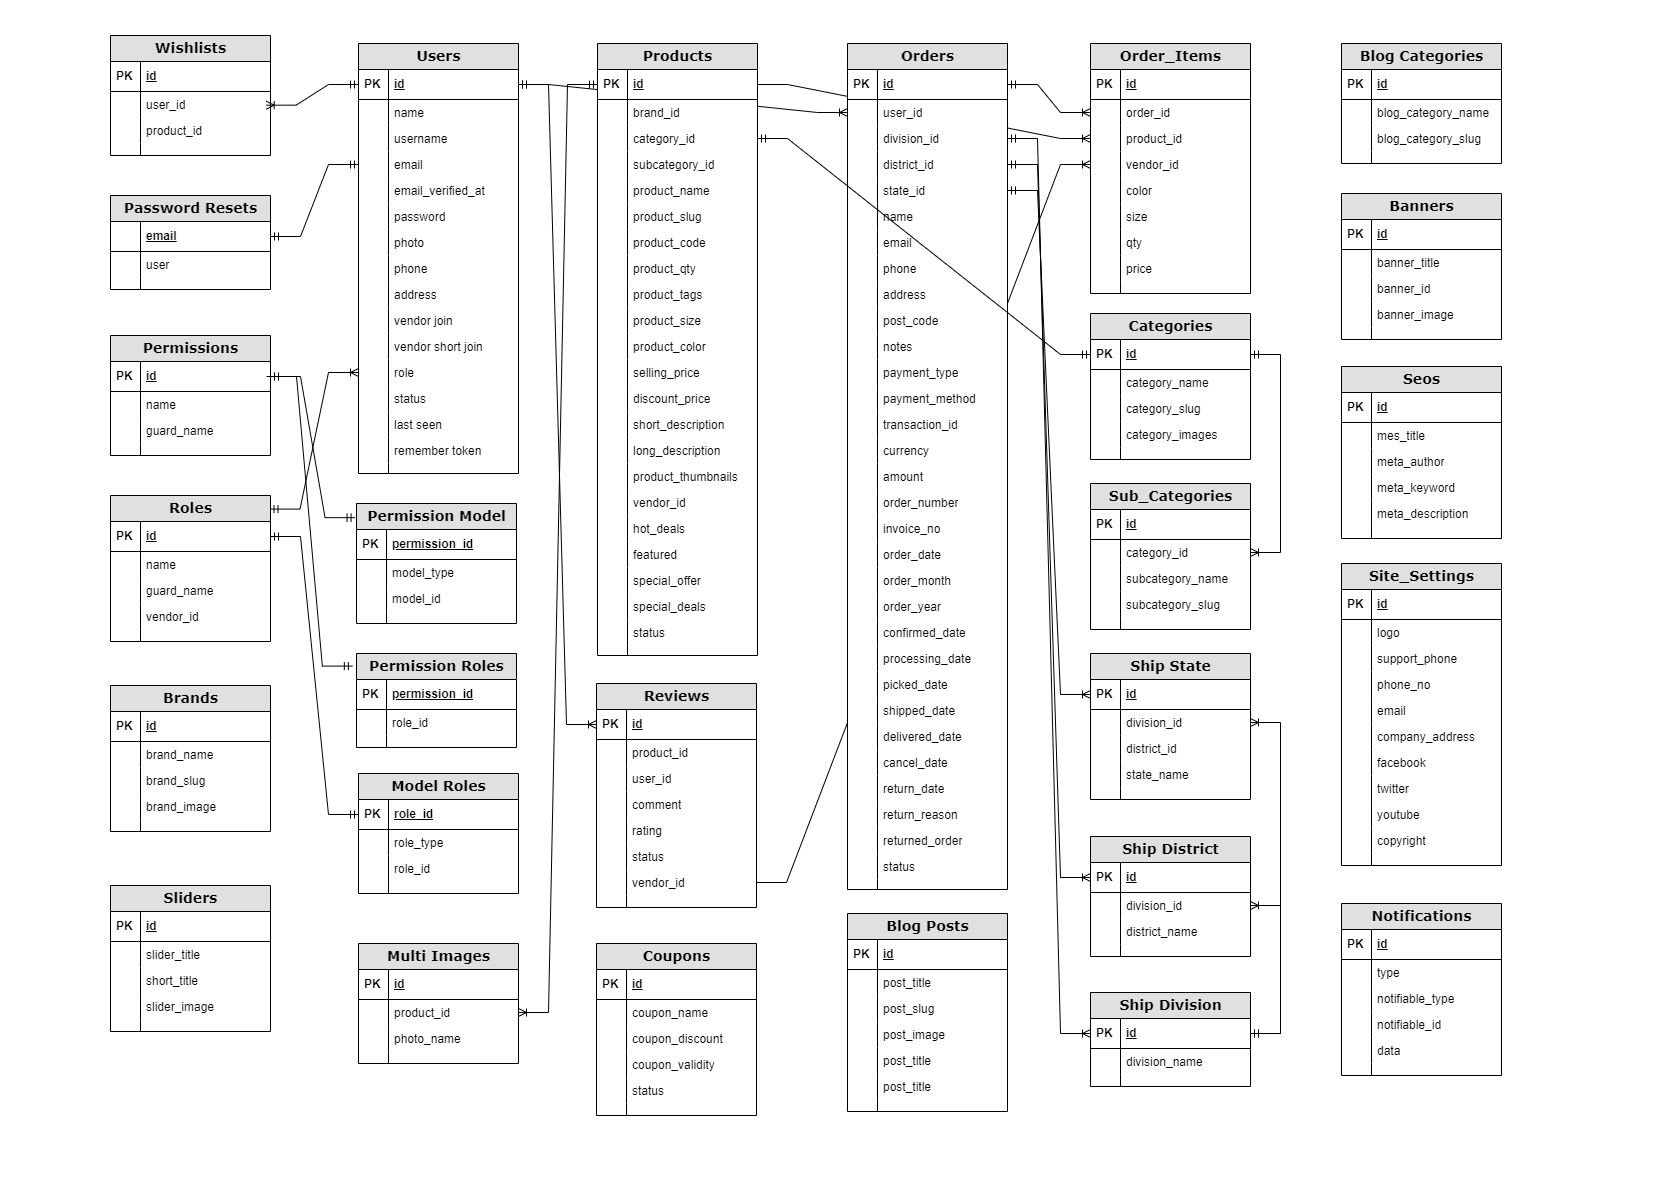 Wishlists
PK id
user_id
product_id
Password Resets
email
user
Permissions
PK id
name
guard_name
Roles
PK id
name
guard_name
vendor_id
Brands
PK id
brand_name
brand_slug
brand_image
Sliders
PK id
slider_title
short_title
slider_image
Users
PK id
name
username
email
email_verified_at
password
photo
phone
address
vendor join
vendor short join
role
status
last seen
remember token
Permission Model
PK permission_id
model_type
model_id
Permission Roles
PK permission_id
role_id
Model Roles
PK role_id
role_type
role_id
Multi Images
PK id
product_id
photo_name
Products
PK id
brand_id
category_id
subcategory_id
product_name
product_slug
product_code
product_qty
product_tags
product_size
product_color
selling_price
discount_price
short_description
long_description
product_thumbnails
vendor_id
hot_deals
featured
special_offer
special_deals
status
Reviews
PK id
product_id
user_id
comment
rating
status
vendor_id
Coupons
PK id
coupon_name
coupon_discount
coupon_validity
status
Orders
PK id
user_id
division_id
district_id
state_id
name
email
phone
address
post_code
notes
payment_type
payment_method
transaction_id
currency
amount
order_number
invoice_no
order_date
order_month
order_year
confirmed_date
processing_date
picked_date
shipped_date
delivered_date
cancel_date
return_date
return_reason
returned_order
status
Blog Posts
PK id
post_title
post_slug
post_image
post_title
post_title
Order_Items
PK id
order_id
product_id
vendor_id
color
size
qty
price
Categories
PK id
category_name
category_slug
category_images
Sub_Categories
PK id
category_id
subcategory_name
subcategory_slug
Ship State
PK id
division_id
district_id
state_name
Ship District
PK id
division_id
district_name
Ship Division
PK id
division_name
Blog Categories
PK id
blog_category_name
blog_category_slug
Banners
PK id
banner_title
banner_id
banner_image
Seos
PK id
mes_title
meta_author
meta_keyword
meta_description
Site_Settings
PK id
logo
support_phone
phone_no
email
company_address
facebook
twitter
youtube
copyright
Notifications
PK id
type
notifiable_type
notifiable_id
data